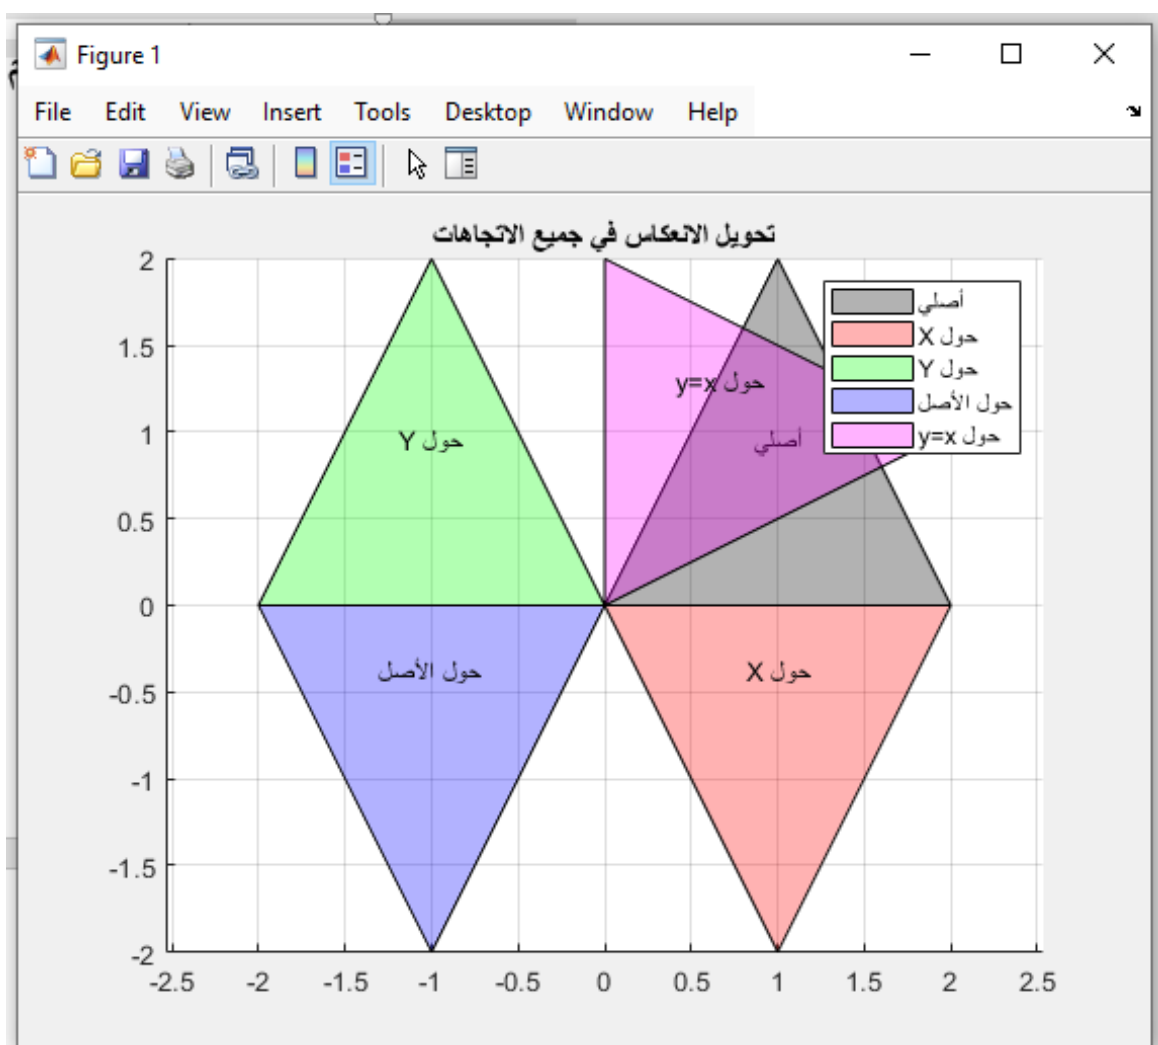 Figure 1
File Edit View Insert Tools Desktop Window Help
تحويل الانعكاس في جميع الاتجاهات
2
1.5
1
0.5
0
-0.5
-1
-1.5
-2
-2.5 -2 -1.5 -1 -0.5 0 0.5 1 1.5 2 2.5
حول Y
حول y=x
أصلي
حول الأصل
حول X
أصلي
حول X
حول Y
حول الأصل
حول y=x